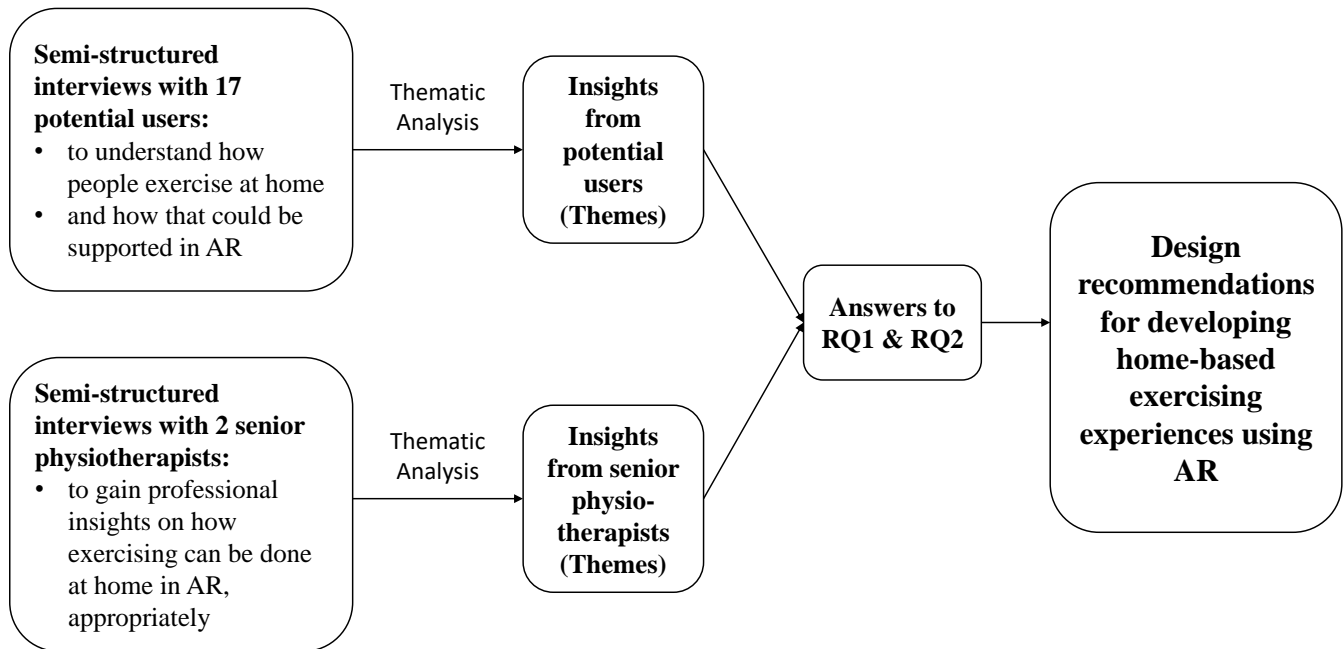 Semi-structured
interviews with 17
potential users:
• to understand how
people exercise at home
• and how that could be
supported in AR
Thematic
Analysis
Insights
from
potential
users
(Themes)
Semi-structured
interviews with 2 senior
physiotherapists:
• to gain professional
insights on how
exercising can be done
at home in AR,
appropriately
Thematic
Analysis
Insights
from senior
physio-
therapists
(Themes)
Answers to
RQ1 & RQ2
Design
recommendations
for developing
home-based
exercising
experiences using
AR